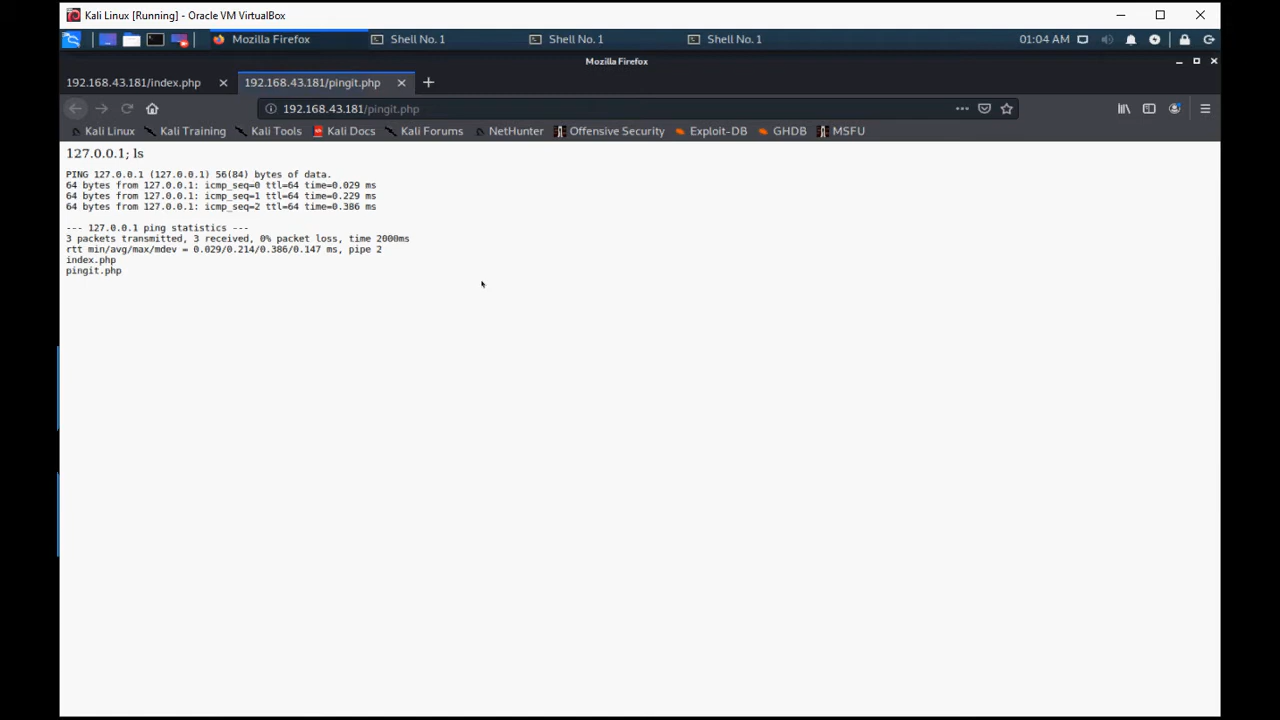 Kali Linux [Running] - Oracle VM VirtualBox
Mozilla Firefox
Shell No. 1
Shell No. 1
Shell No. 1
01:04 AM
Mozilla Firefox
192.168.43.181/index.php
192.168.43.181/pingit.php
192.168.43.181/pingit.php
Kali Linux
Kali Training
Kali Tools
Kali Docs
Kali Forums
NetHunter
Offensive Security
Exploit-DB
GHDB
MSFU
127.0.0.1; ls
PING 127.0.0.1 (127.0.0.1) 56(84) bytes of data.
64 bytes from 127.0.0.1: icmp_seq=0 ttl=64 time=0.029 ms
64 bytes from 127.0.0.1: icmp_seq=1 ttl=64 time=0.229 ms
64 bytes from 127.0.0.1: icmp_seq=2 ttl=64 time=0.386 ms
--- 127.0.0.1 ping statistics ---
3 packets transmitted, 3 received, 0% packet loss, time 2000ms
rtt min/avg/max/mdev = 0.029/0.214/0.386/0.147 ms, pipe 2
index.php
pingit.php